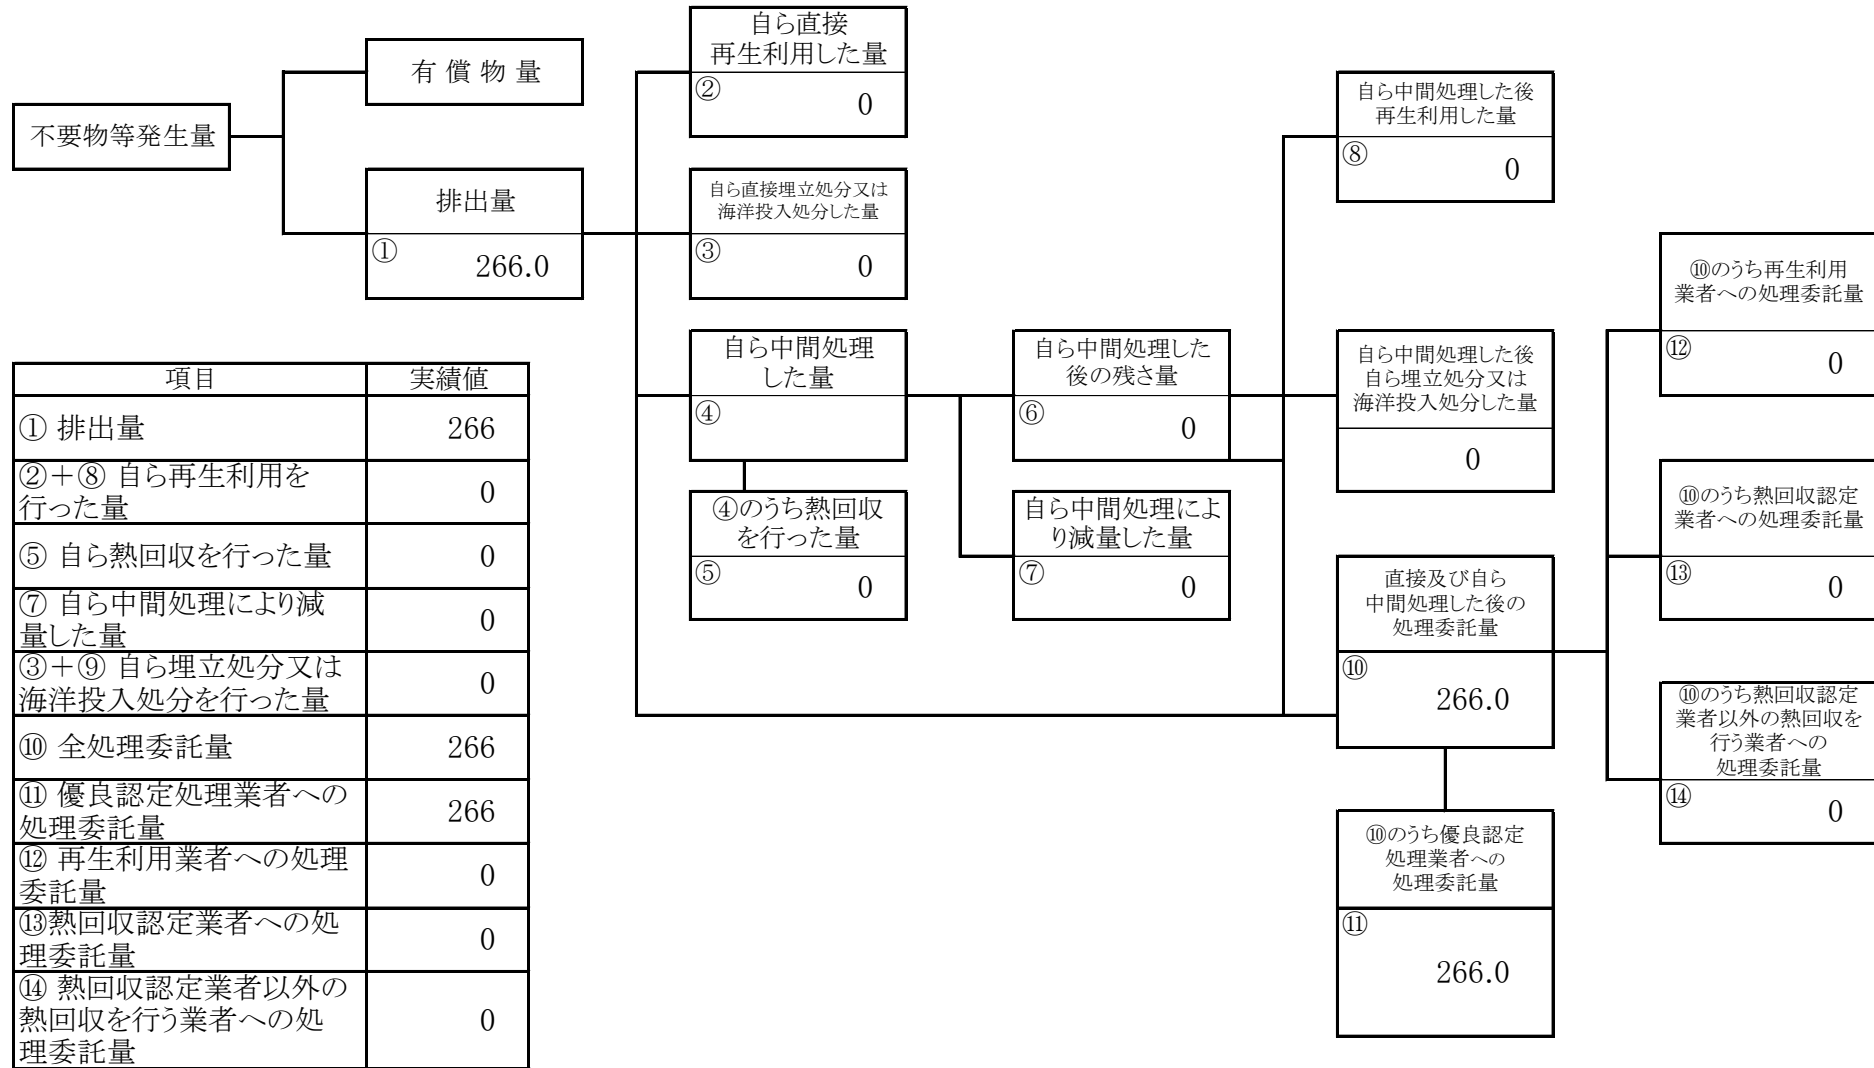 自ら直接
再生利用した量
②
0
有 償 物 量
不要物等発生量
排出量
①
266.0
自ら直接埋立処分又は
海洋投入処分した量
③
0
自ら中間処理
した量
④
④のうち熱回収
を行った量
⑤
0
自ら中間処理した
後の残さ量
⑥
0
自ら中間処理によ
り減量した量
⑦
0
自ら中間処理した後
再生利用した量
⑧
0
自ら中間処理した後
自ら埋立処分又は
海洋投入処分した量
0
直接及び自ら
中間処理した後の
処理委託量
⑩
266.0
⑩のうち優良認定
処理業者への
処理委託量
⑪
266.0
⑩のうち再生利用
業者への処理委託量
⑫
0
⑩のうち熱回収認定
業者への処理委託量
⑬
0
⑩のうち熱回収認定
業者以外の熱回収を
行う業者への
処理委託量
⑭
0
項目 実績値
① 排出量 266
②＋⑧ 自ら再生利用を
行った量 0
⑤ 自ら熱回収を行った量 0
⑦ 自ら中間処理により減
量した量 0
③＋⑨ 自ら埋立処分又は
海洋投入処分を行った量 0
⑩ 全処理委託量 266
⑪ 優良認定処理業者への
処理委託量 266
⑫ 再生利用業者への処理
委託量 0
⑬熱回収認定業者への処
理委託量 0
⑭ 熱回収認定業者以外の
熱回収を行う業者への処
理委託量 0